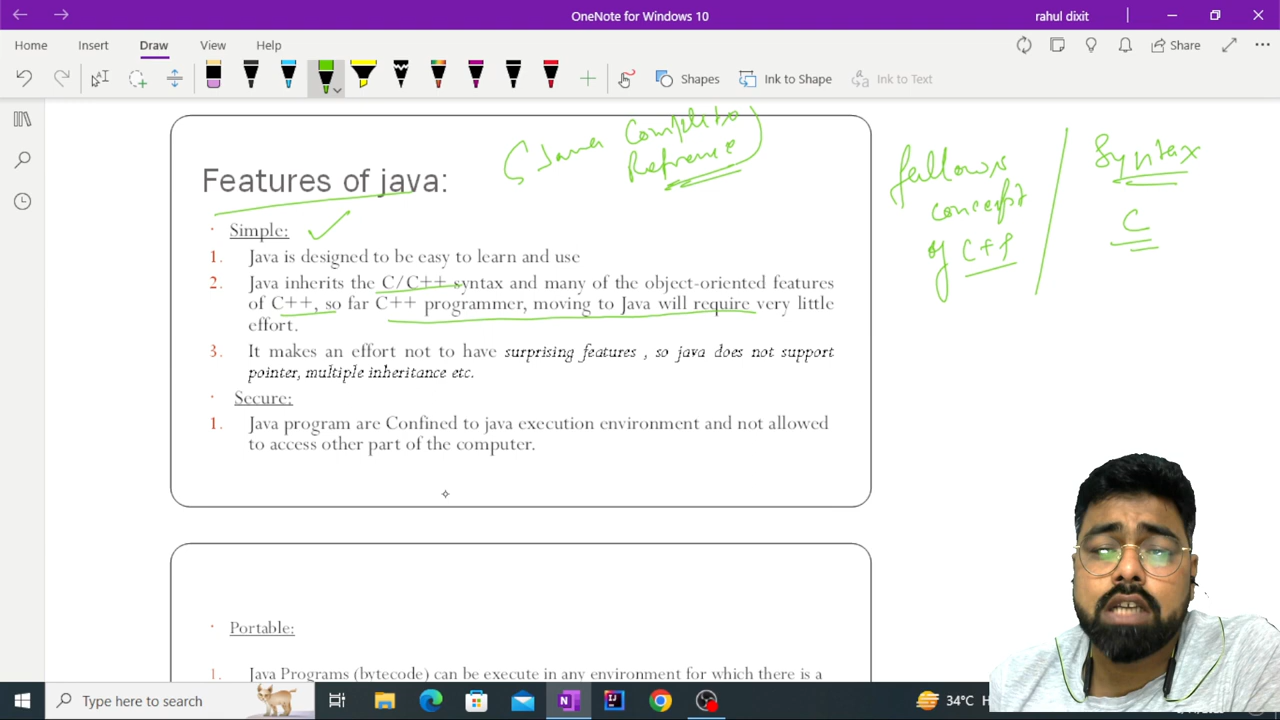 OneNote for Windows 10
rahul dixit
Home Insert Draw View Help
Share
Shapes
Ink to Shape
Ink to Text
(Java Complete
Reference)
Features of java:
Simple:
1. Java is designed to be easy to learn and use
2. Java inherits the C/C++ syntax and many of the object-oriented features
of C++, so far C++ programmer, moving to Java will require very little
effort.
3. It makes an effort not to have surprising features , so java does not support
pointer, multiple inheritance etc.
Secure:
1. Java program are Confined to java execution environment and not allowed
to access other part of the computer.
follows
concept
of C++
Syntax
C
Portable:
1. Java Programs (bytecode) can be execute in any environment for which there is a
Type here to search
34°C